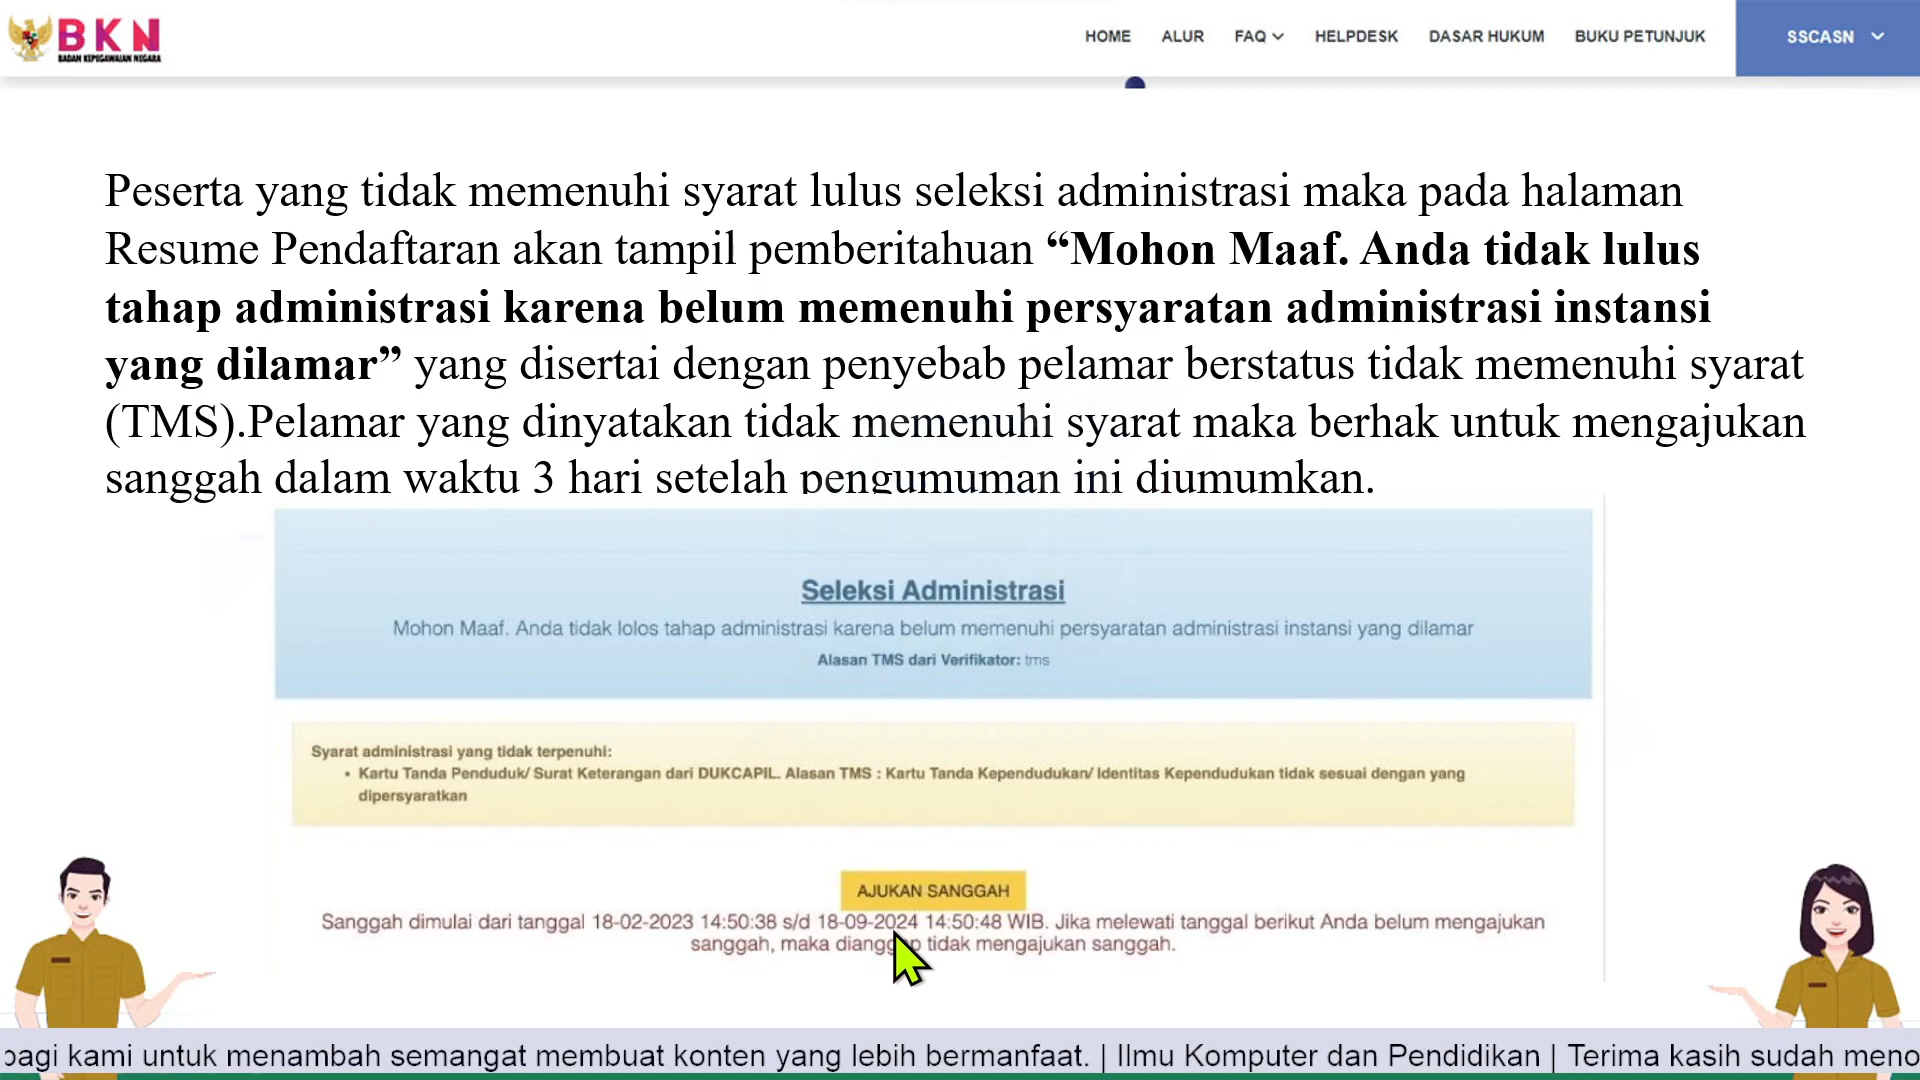 BKN
BADAN KEPEGAWAIAN NEGARA
HOME ALUR FAQ HELPDESK DASAR HUKUM BUKU PETUNJUK SSCASN
Peserta yang tidak memenuhi syarat lulus seleksi administrasi maka pada halaman
Resume Pendaftaran akan tampil pemberitahuan “Mohon Maaf. Anda tidak lulus
tahap administrasi karena belum memenuhi persyaratan administrasi instansi
yang dilamar” yang disertai dengan penyebab pelamar berstatus tidak memenuhi syarat
(TMS).Pelamar yang dinyatakan tidak memenuhi syarat maka berhak untuk mengajukan
sanggah dalam waktu 3 hari setelah pengumuman ini diumumkan.
Seleksi Administrasi
Mohon Maaf. Anda tidak lolos tahap administrasi karena belum memenuhi persyaratan administrasi instansi yang dilamar
Alasan TMS dari Verifikator: tms
Syarat administrasi yang tidak terpenuhi:
• Kartu Tanda Penduduk/ Surat Keterangan dari DUKCAPIL. Alasan TMS : Kartu Tanda Kependudukan/ Identitas Kependudukan tidak sesuai dengan yang
dipersyaratkan
AJUKAN SANGGAH
Sanggah dimulai dari tanggal 18-02-2023 14:50:38 s/d 18-09-2024 14:50:48 WIB. Jika melewati tanggal berikut Anda belum mengajukan
sanggah, maka dianggap tidak mengajukan sanggah.
bagi kami untuk menambah semangat membuat konten yang lebih bermanfaat. | Ilmu Komputer dan Pendidikan | Terima kasih sudah meno